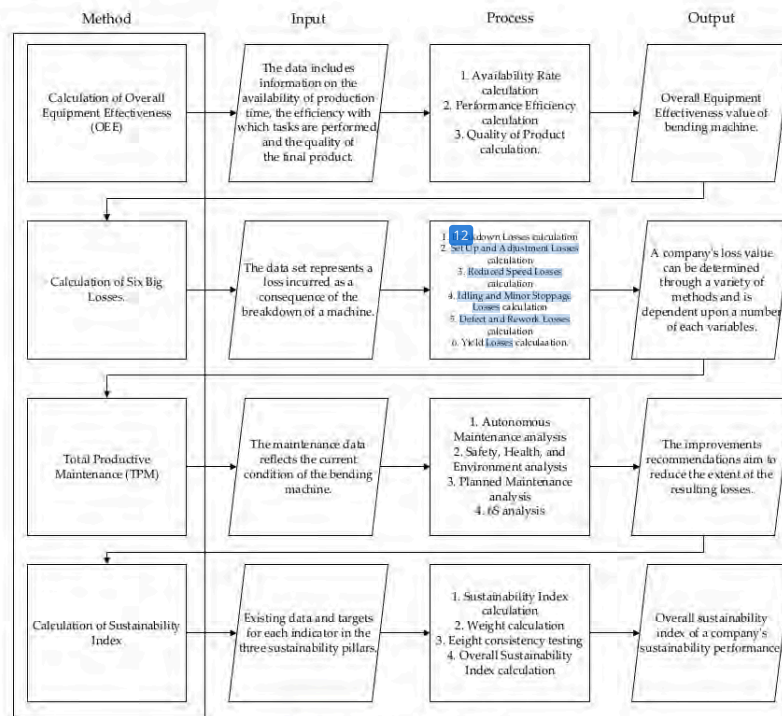 Method
Input
Process
Output
Calculation of Overall
Equipment Effectiveness
(OEE)
The data includes
information on the
availability of production
time, the efficiency with
which tasks are performed
and the quality of
the final product.
1. Availability Rate
calculation
2. Performance Efficiency
calculation
3. Quality of Product
calculation.
Overall Equipment
Effectiveness value of
bending machine.
Calculation of Six Big
Losses.
The data set represents a
loss incurred as a
consequence of the
breakdown of a machine.
12
1. kdown Losses calculation
2. Set Up and Adjustment Losses
calculation
3. Reduced Speed Losses
calculation
4. Idling and Minor Stoppage
Losses calculation
5. Defect and Rework Losses
calculation
6. Yield Losses calculaation.
A company's loss value
can be determined
through a variety of
methods and is
dependent upon a number
of each variables.
Total Productive
Maintenance (TPM)
The maintenance data
reflects the current
condition of the bending
machine.
1. Autonomous
Maintenance analysis
2. Safety, Health, and
Environment analysis
3. Planned Maintenance
analysis
4. 6S analysis
The improvements
recommendations aim to
reduce the extent of the
resulting losses.
Calculation of Sustainability
Index
Existing data and targets
for each indicator in the
three sustainability pillars.
1. Sustainability Index
calculation
2. Weight calculation
3. Eeight consistency testing
4. Overall Sustainability
Index calculation
Overall sustainability
index of a company's
sustainability performance.